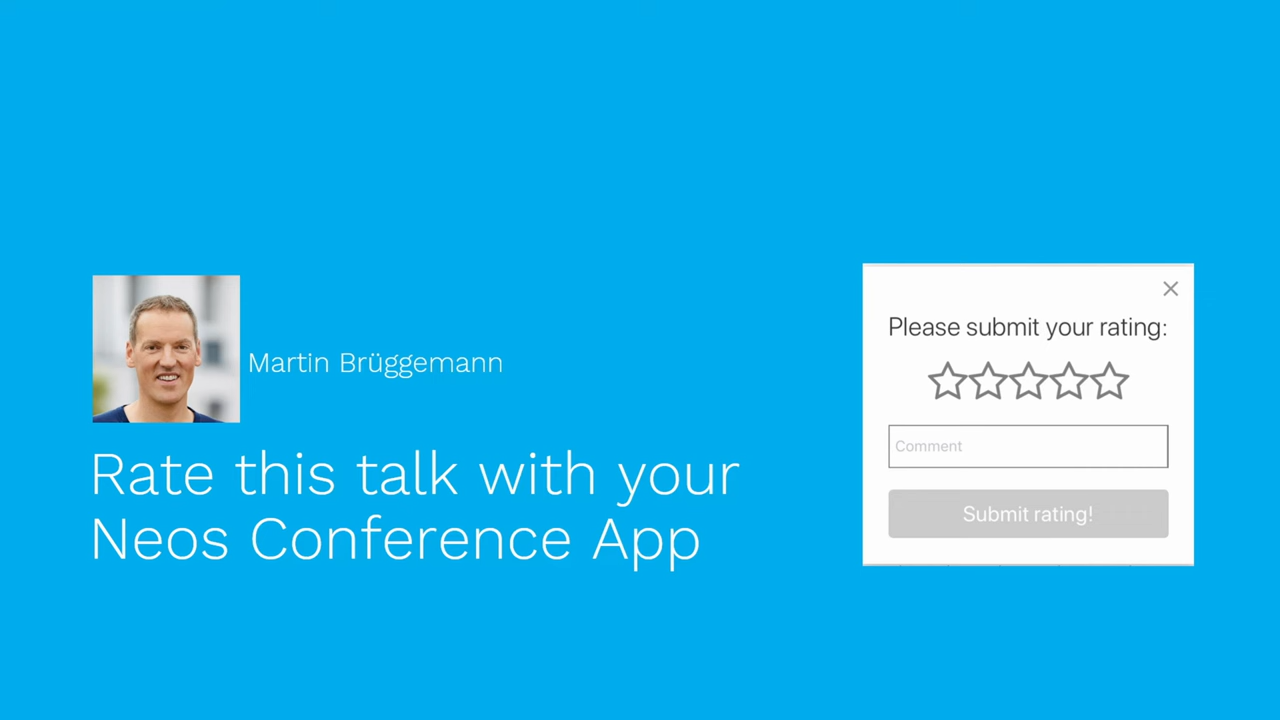 Martin Brüggemann
Rate this talk with your
Neos Conference App
Please submit your rating:
Comment
Submit rating!